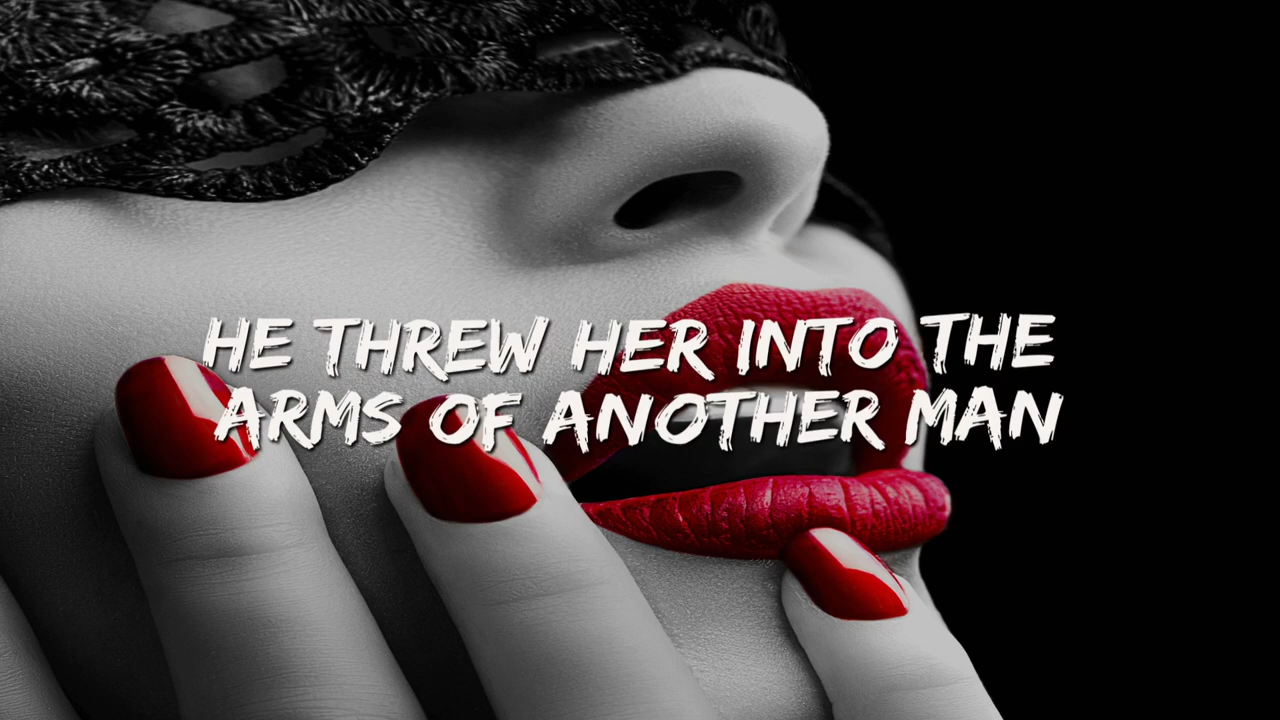 HE THREW HER INTO THE
ARMS OF ANOTHER MAN